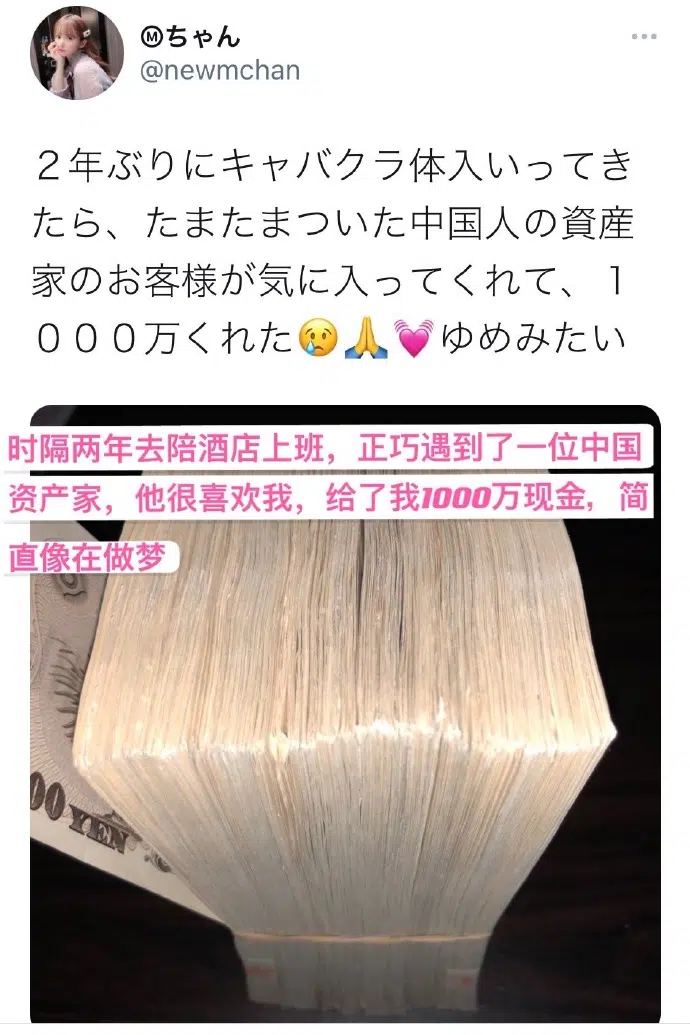 Ⓜちゃん
@newmchan
２年ぶりにキャバクラ体入いってき
たら、たまたまついた中国人の資産
家のお客様が気に入ってくれて、１
０００万くれた😢🙏💓ゆめみたい
时隔两年去陪酒店上班，正巧遇到了一位中国
资产家，他很喜欢我，给了我1000万现金，简
直像在做梦